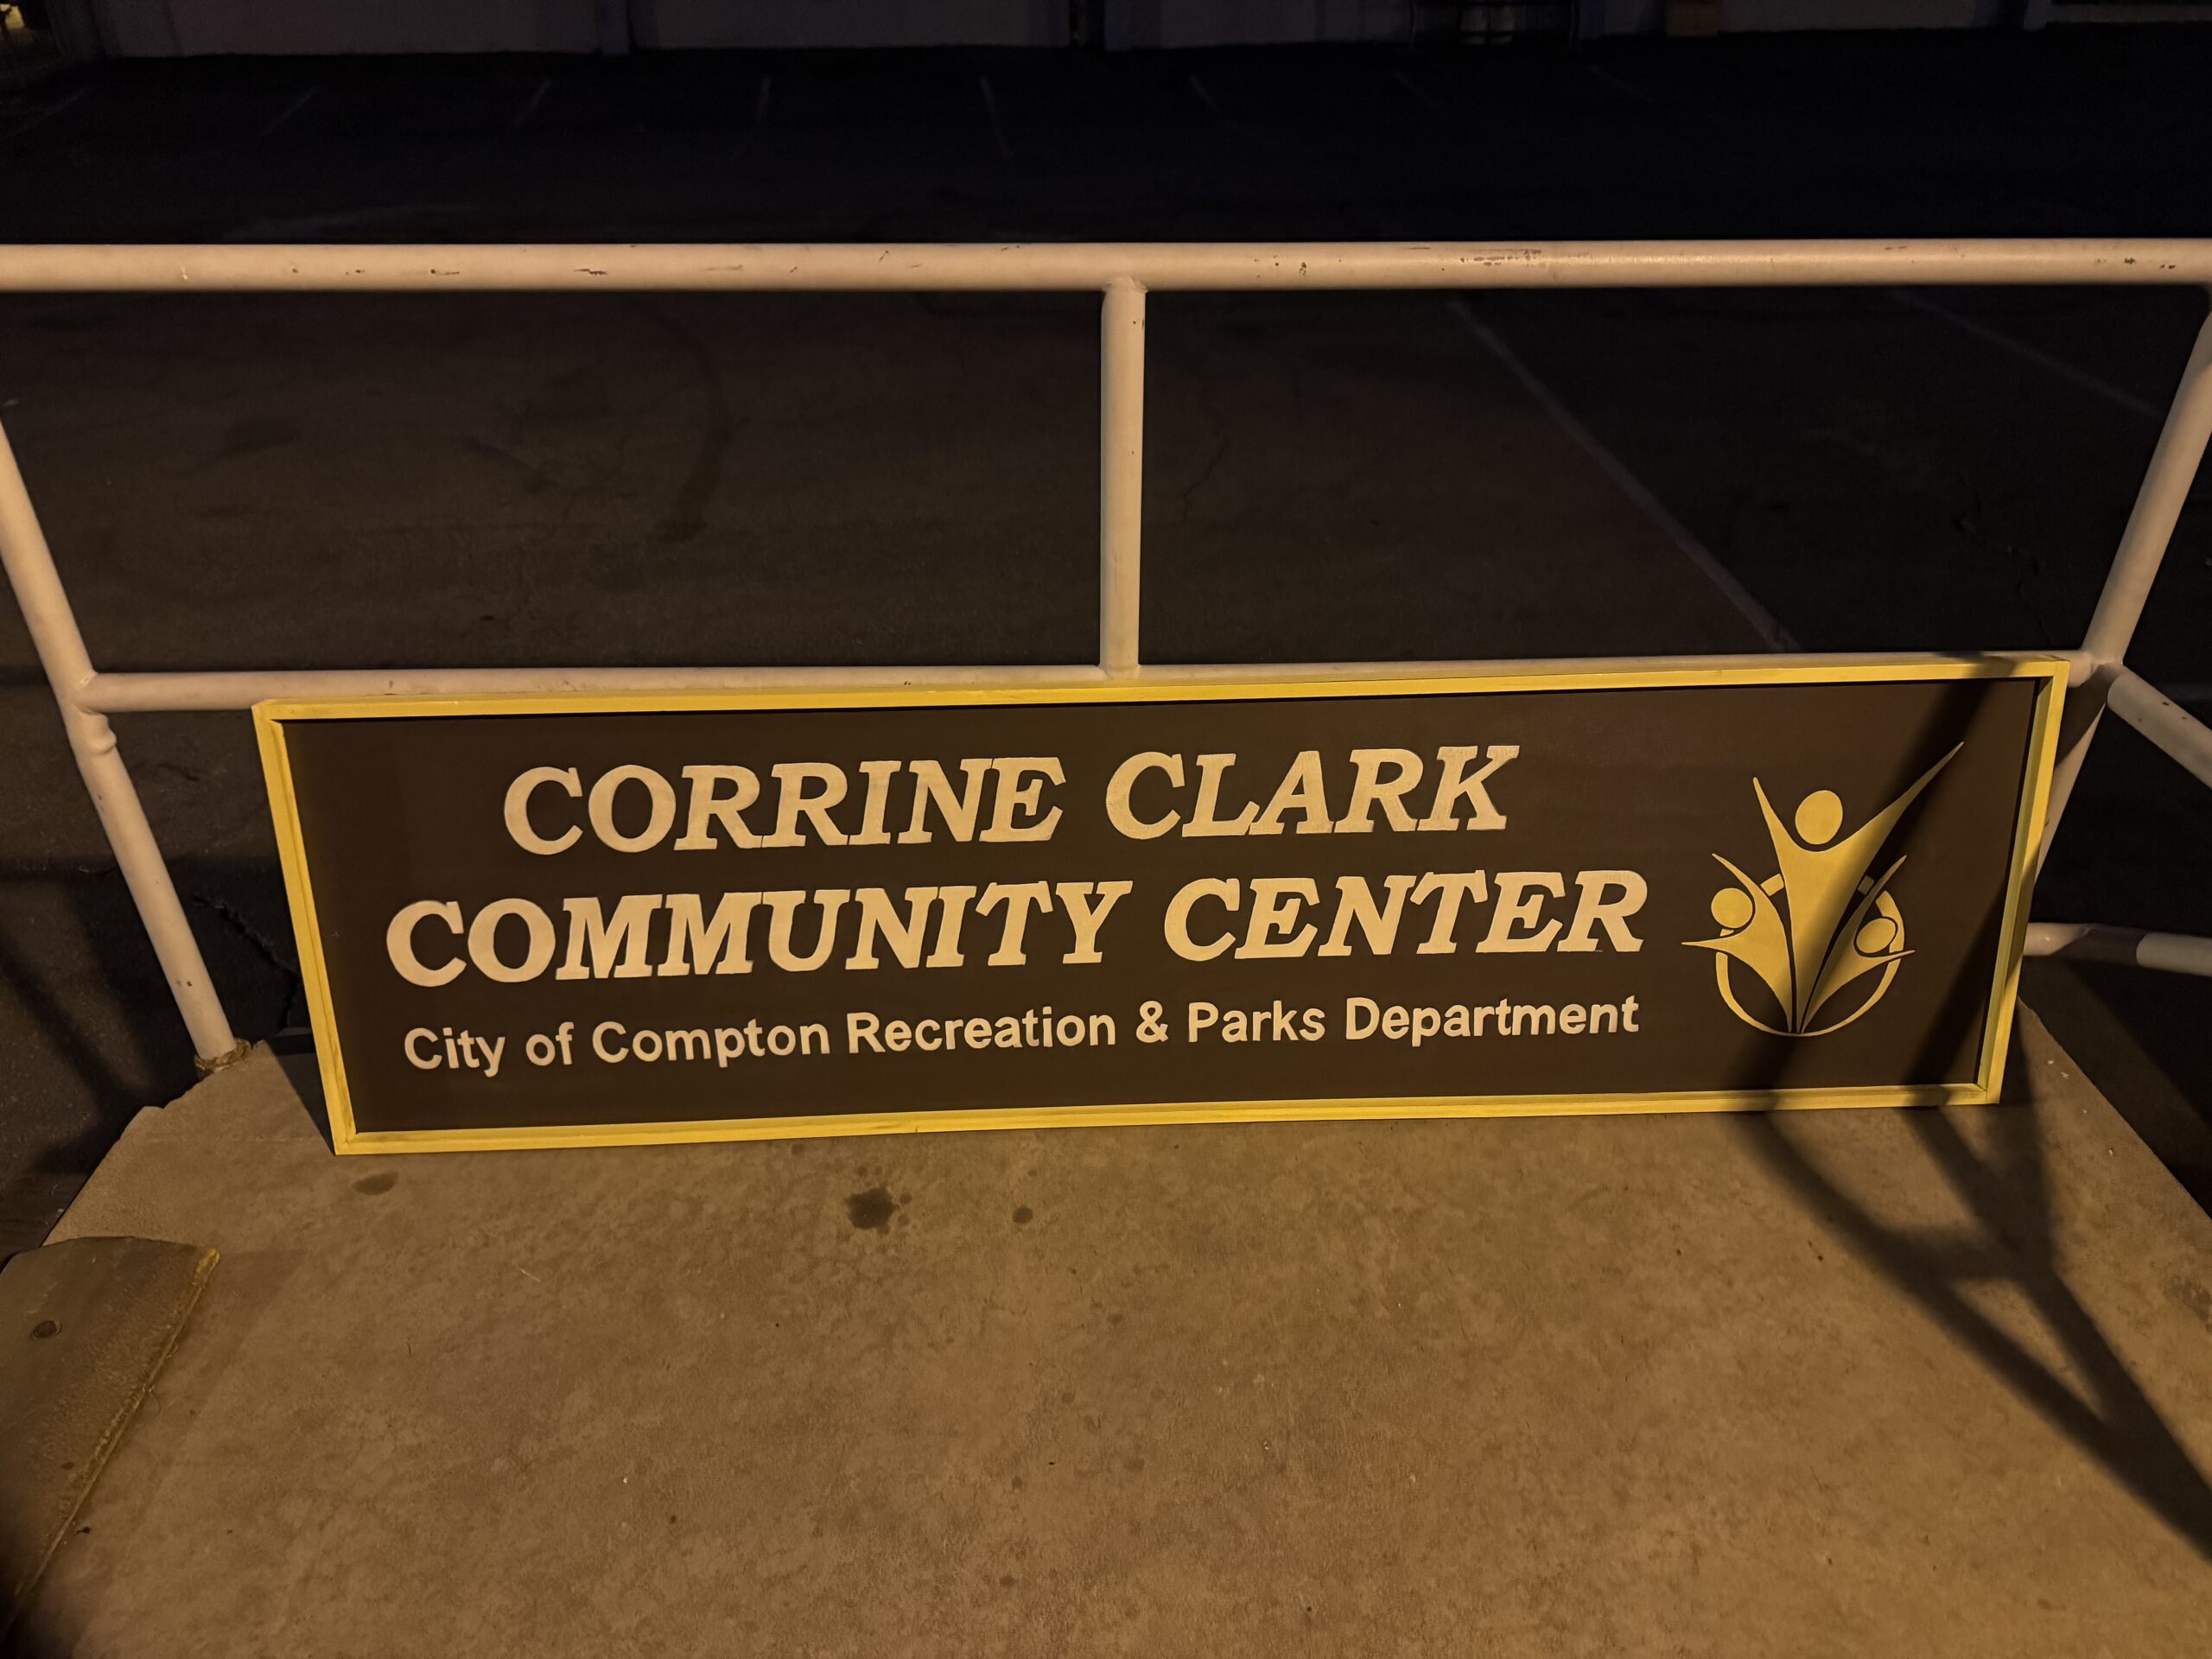 CORRINE CLARK
COMMUNITY CENTER
City of Compton Recreation & Parks Department